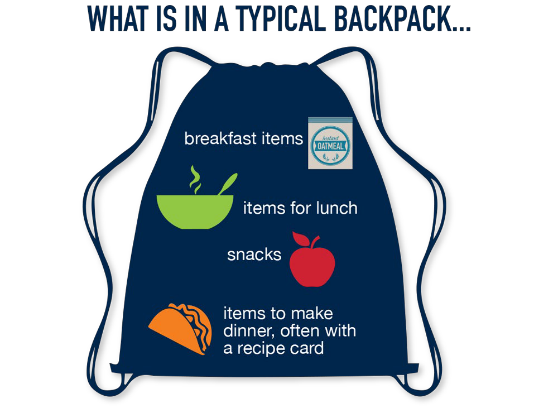 WHAT IS IN A TYPICAL BACKPACK...
breakfast items
instant
OATMEAL
items for lunch
snacks
items to make
dinner, often with
a recipe card